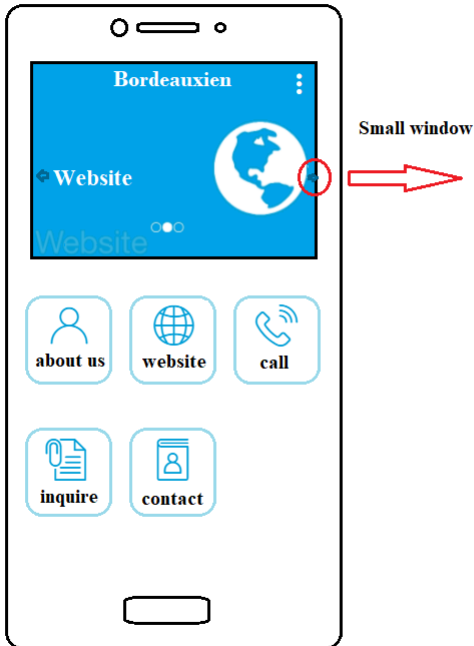 Bordeauxien
Small window
Website
Website
about us
website
call
inquire
contact